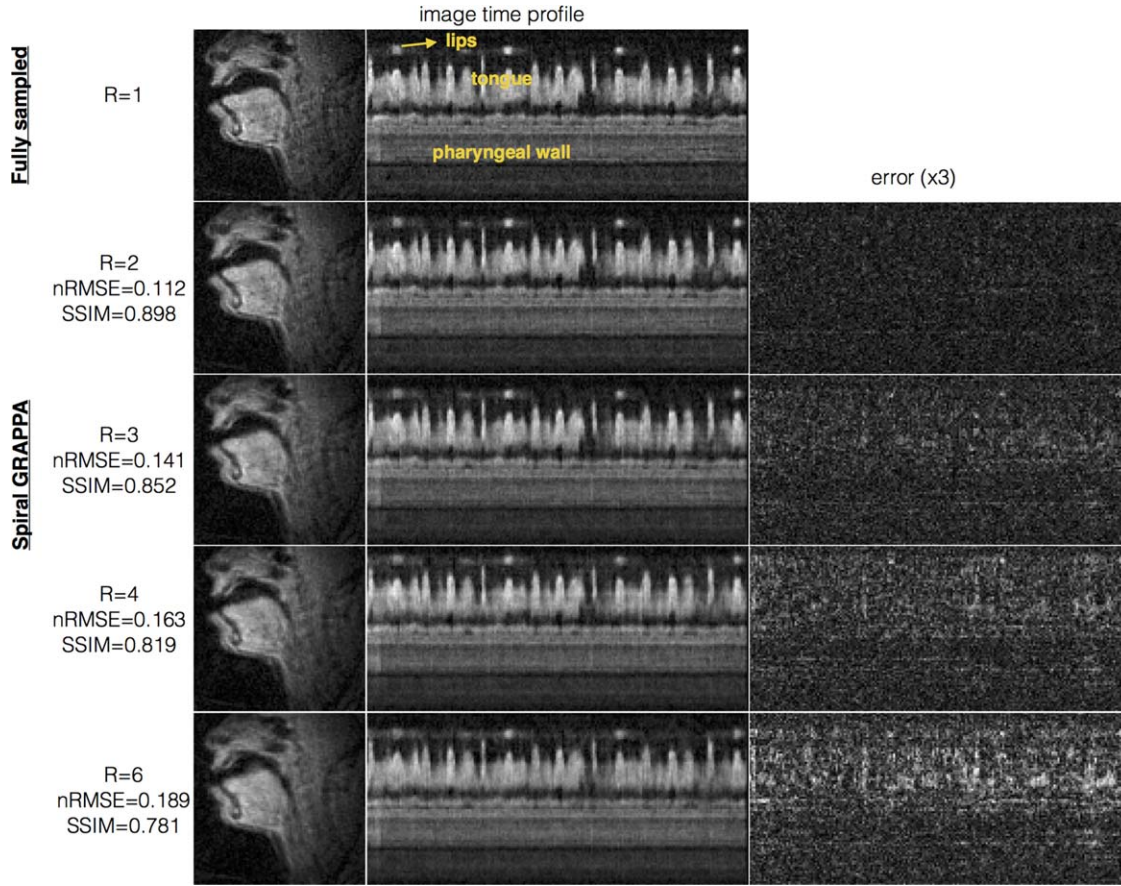 image time profile
Fully sampled
R=1
lips
tongue
pharyngeal wall
error (x3)
Spiral GRAPPA
R=2
nRMSE=0.112
SSIM=0.898
R=3
nRMSE=0.141
SSIM=0.852
R=4
nRMSE=0.163
SSIM=0.819
R=6
nRMSE=0.189
SSIM=0.781